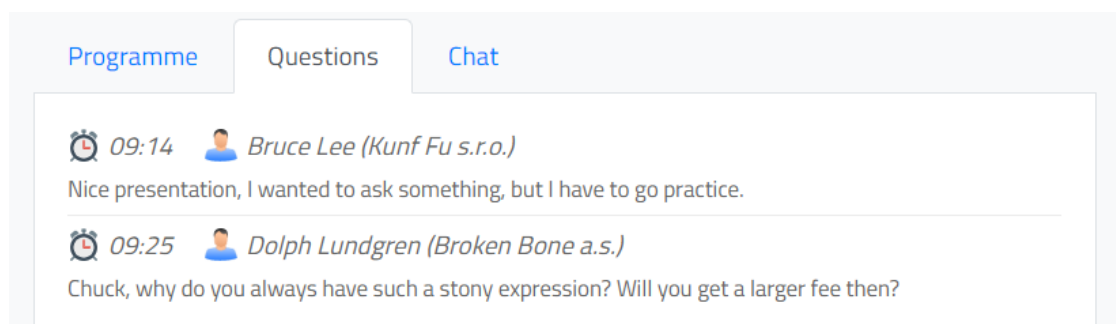 Programme Questions Chat
09:14 Bruce Lee (Kunf Fu s.r.o.)
Nice presentation, I wanted to ask something, but I have to go practice.
09:25 Dolph Lundgren (Broken Bone a.s.)
Chuck, why do you always have such a stony expression? Will you get a larger fee then?